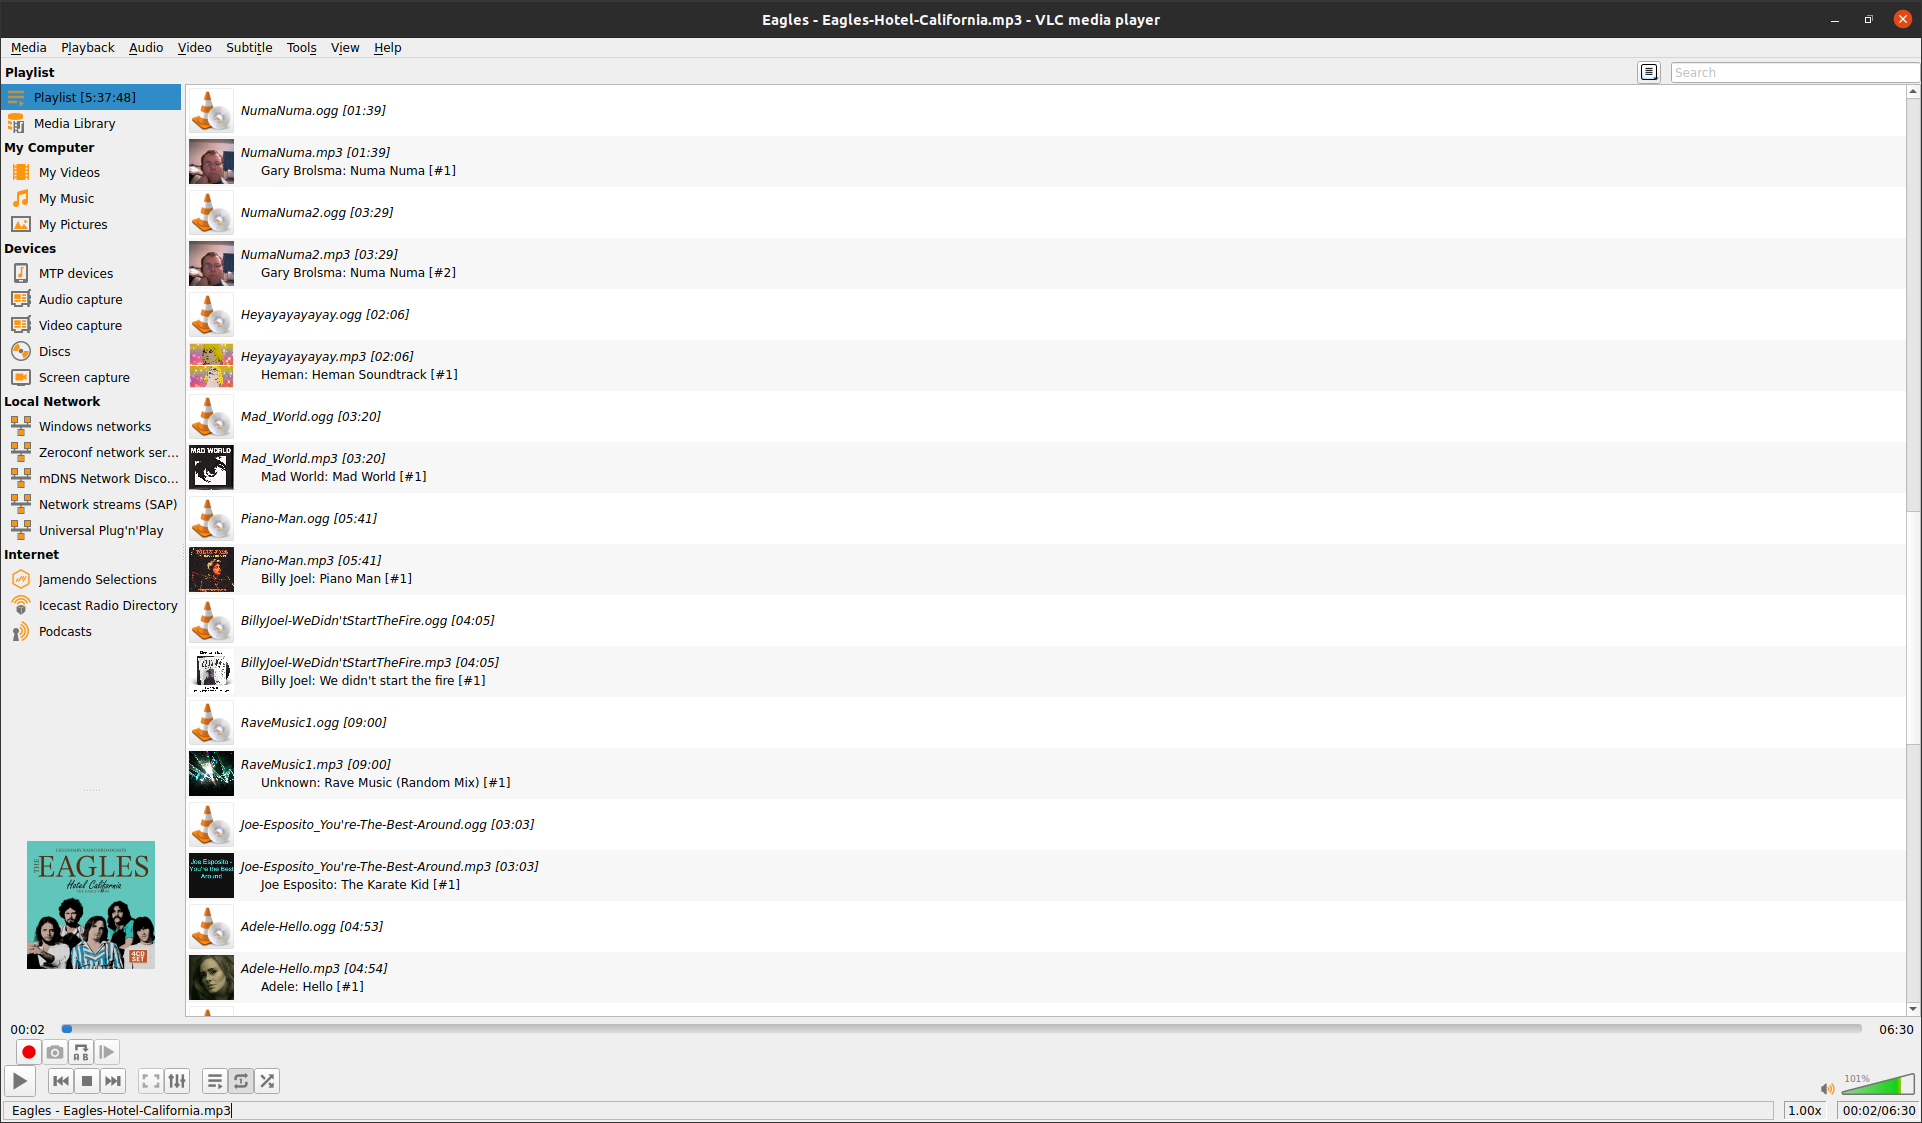 Eagles - Eagles-Hotel-California.mp3 - VLC media player
Media Playback Audio Video Subtitle Tools View Help
Playlist
Search
Playlist [5:37:48]
Media Library
My Computer
My Videos
My Music
My Pictures
Devices
MTP devices
Audio capture
Video capture
Discs
Screen capture
Local Network
Windows networks
Zeroconf network ser...
mDNS Network Disco...
Network streams (SAP)
Universal Plug'n'Play
Internet
Jamendo Selections
Icecast Radio Directory
Podcasts
LEGENDARY RADIO BROADCASTS
THE EAGLES
Hotel California
4CD
SET
NumaNuma.ogg [01:39]
NumaNuma.mp3 [01:39]
Gary Brolsma: Numa Numa [#1]
NumaNuma2.ogg [03:29]
NumaNuma2.mp3 [03:29]
Gary Brolsma: Numa Numa [#2]
Heyayayayayay.ogg [02:06]
Heyayayayayay.mp3 [02:06]
Heman: Heman Soundtrack [#1]
Mad_World.ogg [03:20]
MAD WORLD
Mad_World.mp3 [03:20]
Mad World: Mad World [#1]
Piano-Man.ogg [05:41]
Piano-Man.mp3 [05:41]
Billy Joel: Piano Man [#1]
BillyJoel-WeDidn'tStartTheFire.ogg [04:05]
BillyJoel-WeDidn'tStartTheFire.mp3 [04:05]
Billy Joel: We didn't start the fire [#1]
RaveMusic1.ogg [09:00]
RaveMusic1.mp3 [09:00]
Unknown: Rave Music (Random Mix) [#1]
Joe-Esposito_You're-The-Best-Around.ogg [03:03]
Joe Esposito -
You're the Best
Around
Joe-Esposito_You're-The-Best-Around.mp3 [03:03]
Joe Esposito: The Karate Kid [#1]
Adele-Hello.ogg [04:53]
Adele-Hello.mp3 [04:54]
Adele: Hello [#1]
00:02
06:30
A B
101%
Eagles - Eagles-Hotel-California.mp3
1.00x
00:02/06:30